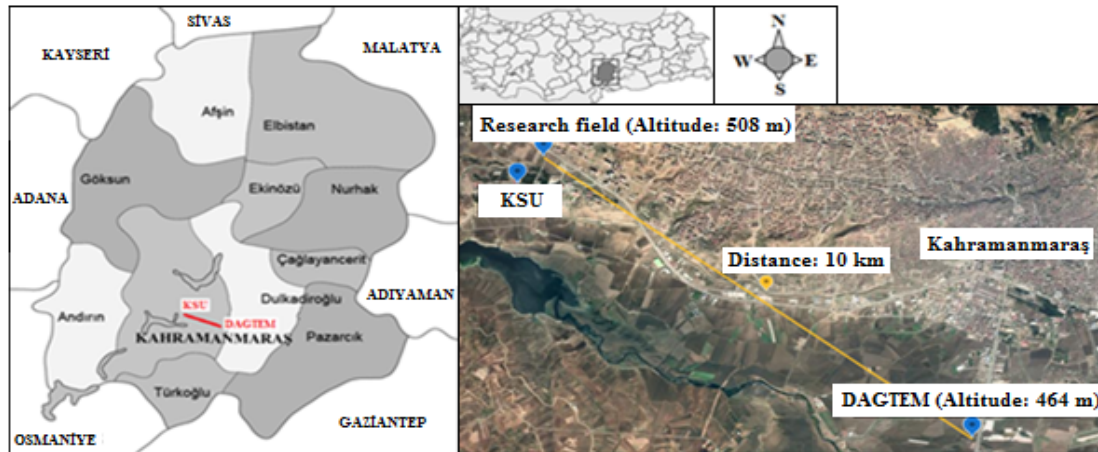 SİVAS
KAYSERİ
MALATYA
Afşin
Elbistan
Göksun
Ekinözü
Nurhak
ADANA
Çağlayancerit
ADIYAMAN
Dulkadiroğlu
KSU
Andırın
DAGTEM
KAHRAMANMARAŞ
Pazarcık
Türkoğlu
GAZİANTEP
OSMANİYE
N
W E
S
Research field (Altitude: 508 m)
KSU
Kahramanmaraş
Distance: 10 km
DAGTEM (Altitude: 464 m)